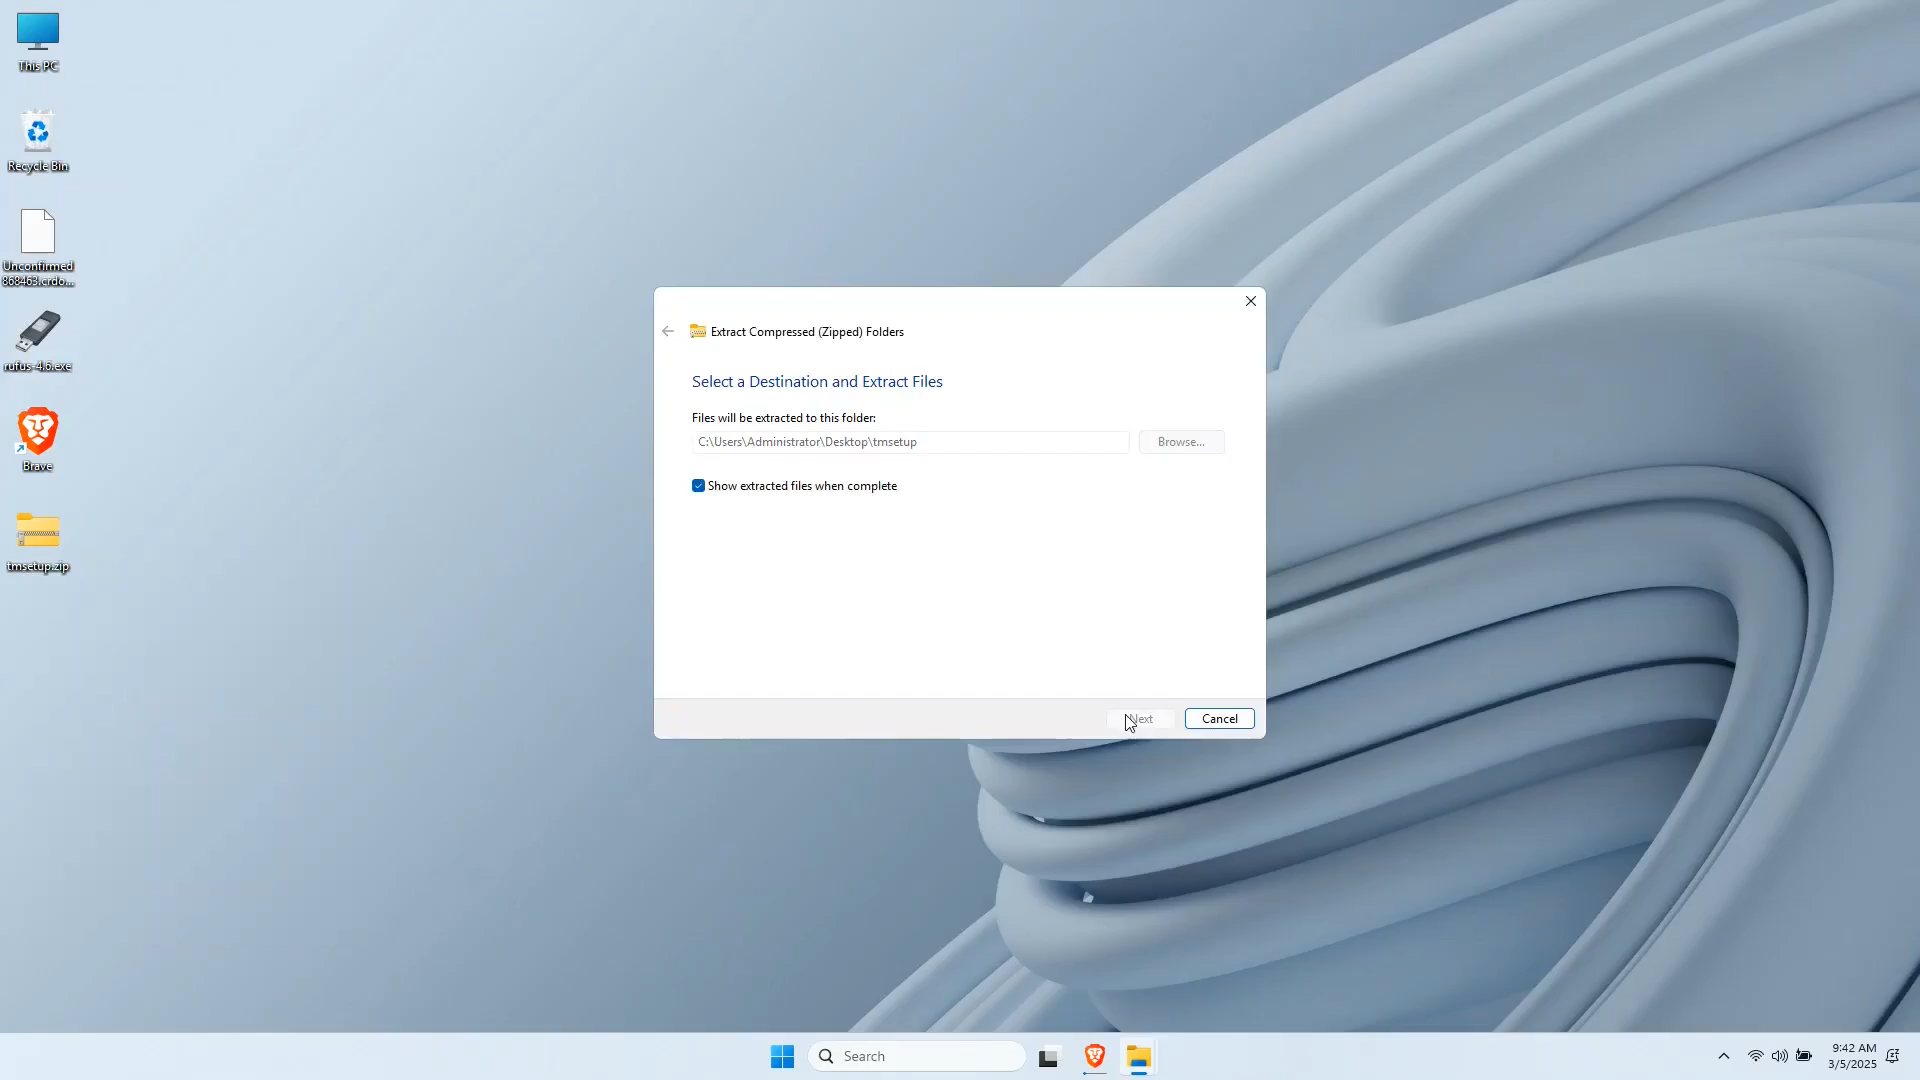 This PC
Recycle Bin
Unconfirmed
868463.crdo...
rufus-4.6.exe
Brave
tmsetup.zip
Extract Compressed (Zipped) Folders
Select a Destination and Extract Files
Files will be extracted to this folder:
C:\Users\Administrator\Desktop\tmsetup
Browse...
Show extracted files when complete
Next
Cancel
Search
9:42 AM
3/5/2025